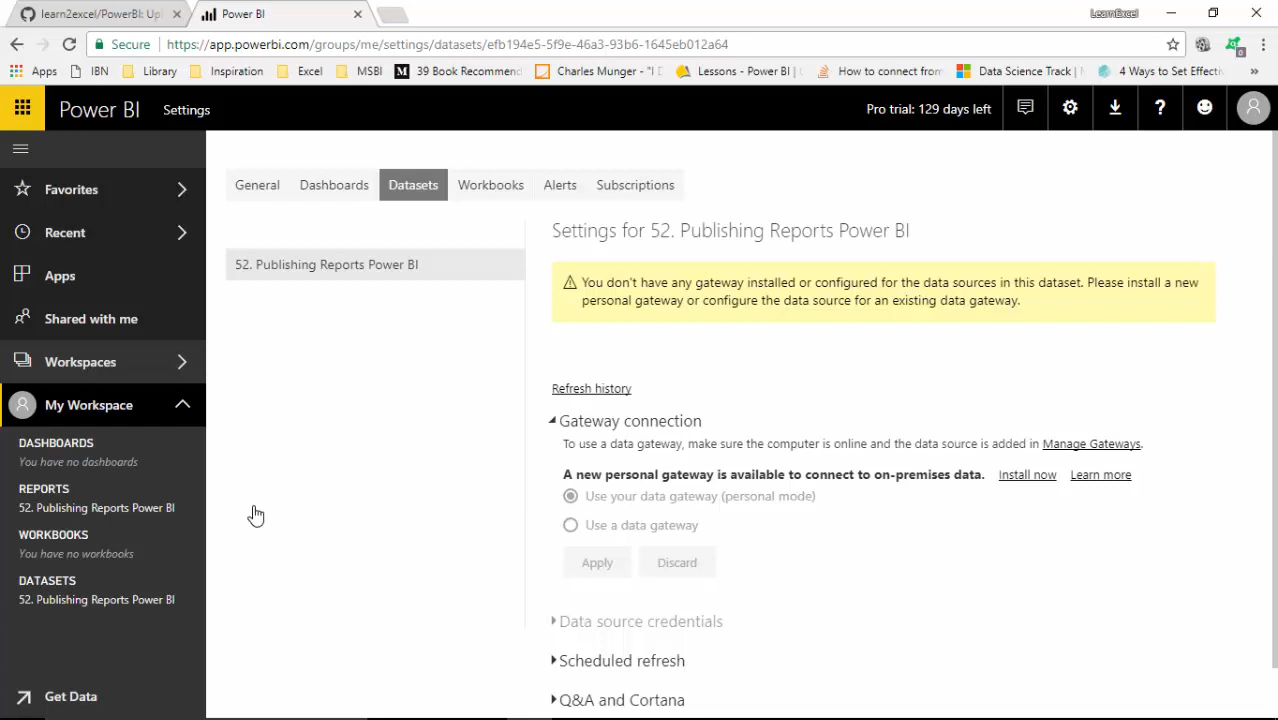 learn2excel/PowerBI: Upl
Power BI
LearnExcel
Secure
https://app.powerbi.com/groups/me/settings/datasets/efb194e5-5f9e-46a3-93b6-1645eb012a64
Apps
IBN
Library
Inspiration
Excel
MSBI
39 Book Recommend
Charles Munger - "I D
Lessons - Power BI |
How to connect from
Data Science Track |
4 Ways to Set Effecti
Power BI
Settings
Pro trial: 129 days left
Favorites
Recent
Apps
Shared with me
Workspaces
My Workspace
DASHBOARDS
You have no dashboards
REPORTS
52. Publishing Reports Power BI
WORKBOOKS
You have no workbooks
DATASETS
52. Publishing Reports Power BI
Get Data
General
Dashboards
Datasets
Workbooks
Alerts
Subscriptions
52. Publishing Reports Power BI
Settings for 52. Publishing Reports Power BI
You don't have any gateway installed or configured for the data sources in this dataset. Please install a new
personal gateway or configure the data source for an existing data gateway.
Refresh history
Gateway connection
To use a data gateway, make sure the computer is online and the data source is added in Manage Gateways.
A new personal gateway is available to connect to on-premises data. Install now Learn more
Use your data gateway (personal mode)
Use a data gateway
Apply
Discard
Data source credentials
Scheduled refresh
Q&A and Cortana